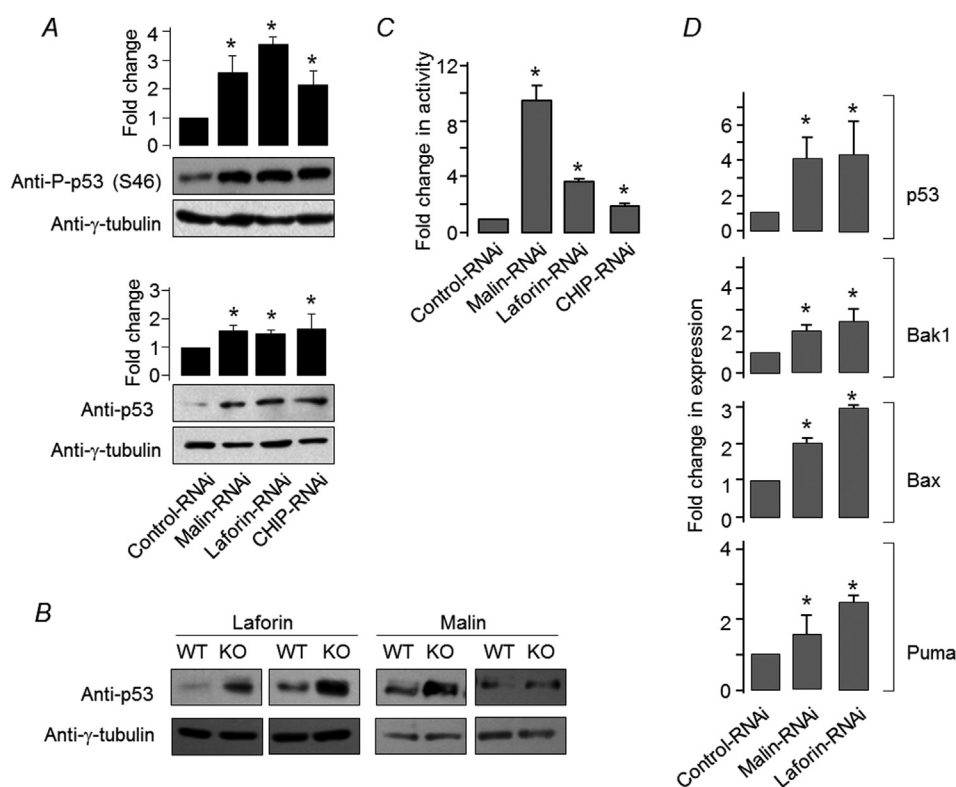 A
Fold change
4
3
2
1
0
* * *
Anti-P-p53 (S46)
Anti-γ-tubulin
Fold change
3
2
1
0
* * *
Anti-p53
Anti-γ-tubulin
Control-RNAi
Malin-RNAi
Laforin-RNAi
CHIP-RNAi
B
Laforin Malin
WT KO WT KO WT KO WT KO
Anti-p53
Anti-γ-tubulin
C
Fold change in activity
12
8
4
0
* * *
Control-RNAi
Malin-RNAi
Laforin-RNAi
CHIP-RNAi
D
Fold change in expression
6
4
2
0
* *
p53
4
2
0
* *
Bak1
3
2
1
0
* *
Bax
4
2
0
* *
Puma
Control-RNAi
Malin-RNAi
Laforin-RNAi